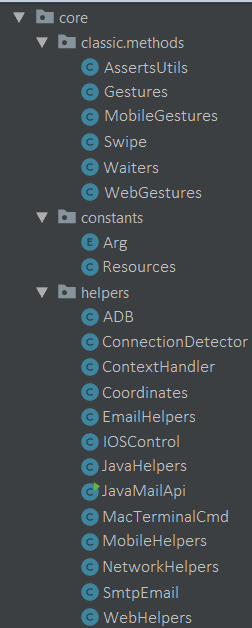 core
classic.methods
C AssertsUtils
C Gestures
C MobileGestures
C Swipe
C Waiters
C WebGestures
constants
E Arg
C Resources
helpers
C ADB
C ConnectionDetector
C ContextHandler
C Coordinates
C EmailHelpers
C IOSControl
C JavaHelpers
C JavaMailApi
C MacTerminalCmd
C MobileHelpers
C NetworkHelpers
C SmtpEmail
C WebHelpers